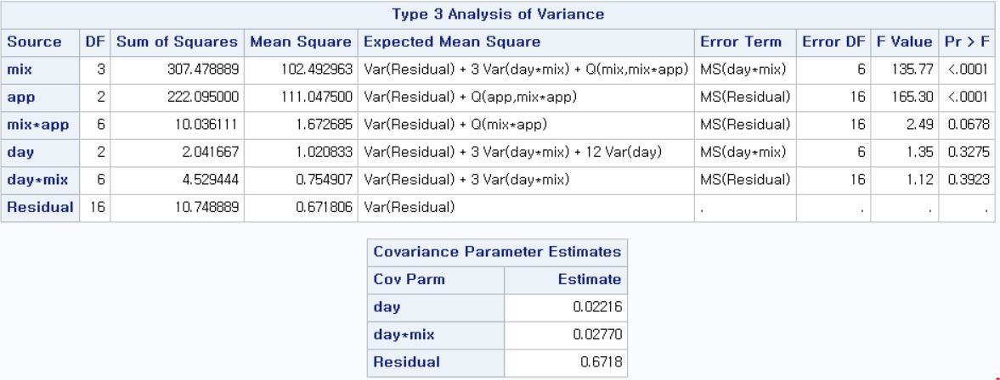 Type 3 Analysis of Variance
Source DF Sum of Squares Mean Square Expected Mean Square Error Term Error DF F Value Pr > F
mix 3 307.478889 102.492963 Var(Residual) + 3 Var(day*mix) + Q(mix,mix*app) MS(day*mix) 6 135.77 <.0001
app 2 222.095000 111.047500 Var(Residual) + Q(app,mix*app) MS(Residual) 16 165.30 <.0001
mix*app 6 10.036111 1.672685 Var(Residual) + Q(mix*app) MS(Residual) 16 2.49 0.0678
day 2 2.041667 1.020833 Var(Residual) + 3 Var(day*mix) + 12 Var(day) MS(day*mix) 6 1.35 0.3275
day*mix 6 4.529444 0.754907 Var(Residual) + 3 Var(day*mix) MS(Residual) 16 1.12 0.3923
Residual 16 10.748889 0.671806 Var(Residual) . . . .
Covariance Parameter Estimates
Cov Parm Estimate
day 0.02216
day*mix 0.02770
Residual 0.6718